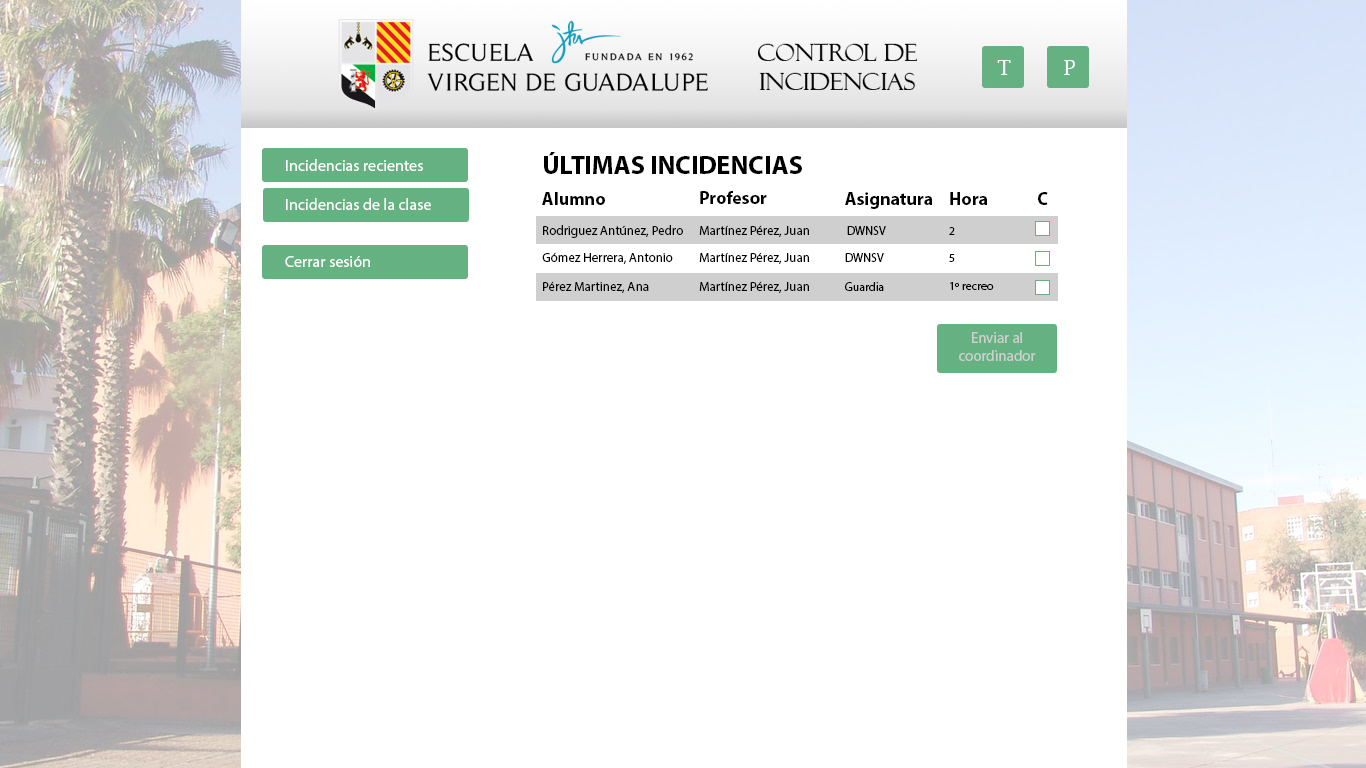 ESCUELA
FUNDADA EN 1962
VIRGEN DE GUADALUPE
CONTROL DE
INCIDENCIAS
T
P
Incidencias recientes
Incidencias de la clase
Cerrar sesión
ÚLTIMAS INCIDENCIAS
Alumno Profesor Asignatura Hora C
Rodriguez Antúnez, Pedro Martínez Pérez, Juan DWNSV 2
Gómez Herrera, Antonio Martínez Pérez, Juan DWNSV 5
Pérez Martinez, Ana Martínez Pérez, Juan Guardia 1º recreo
Enviar al
coordinador